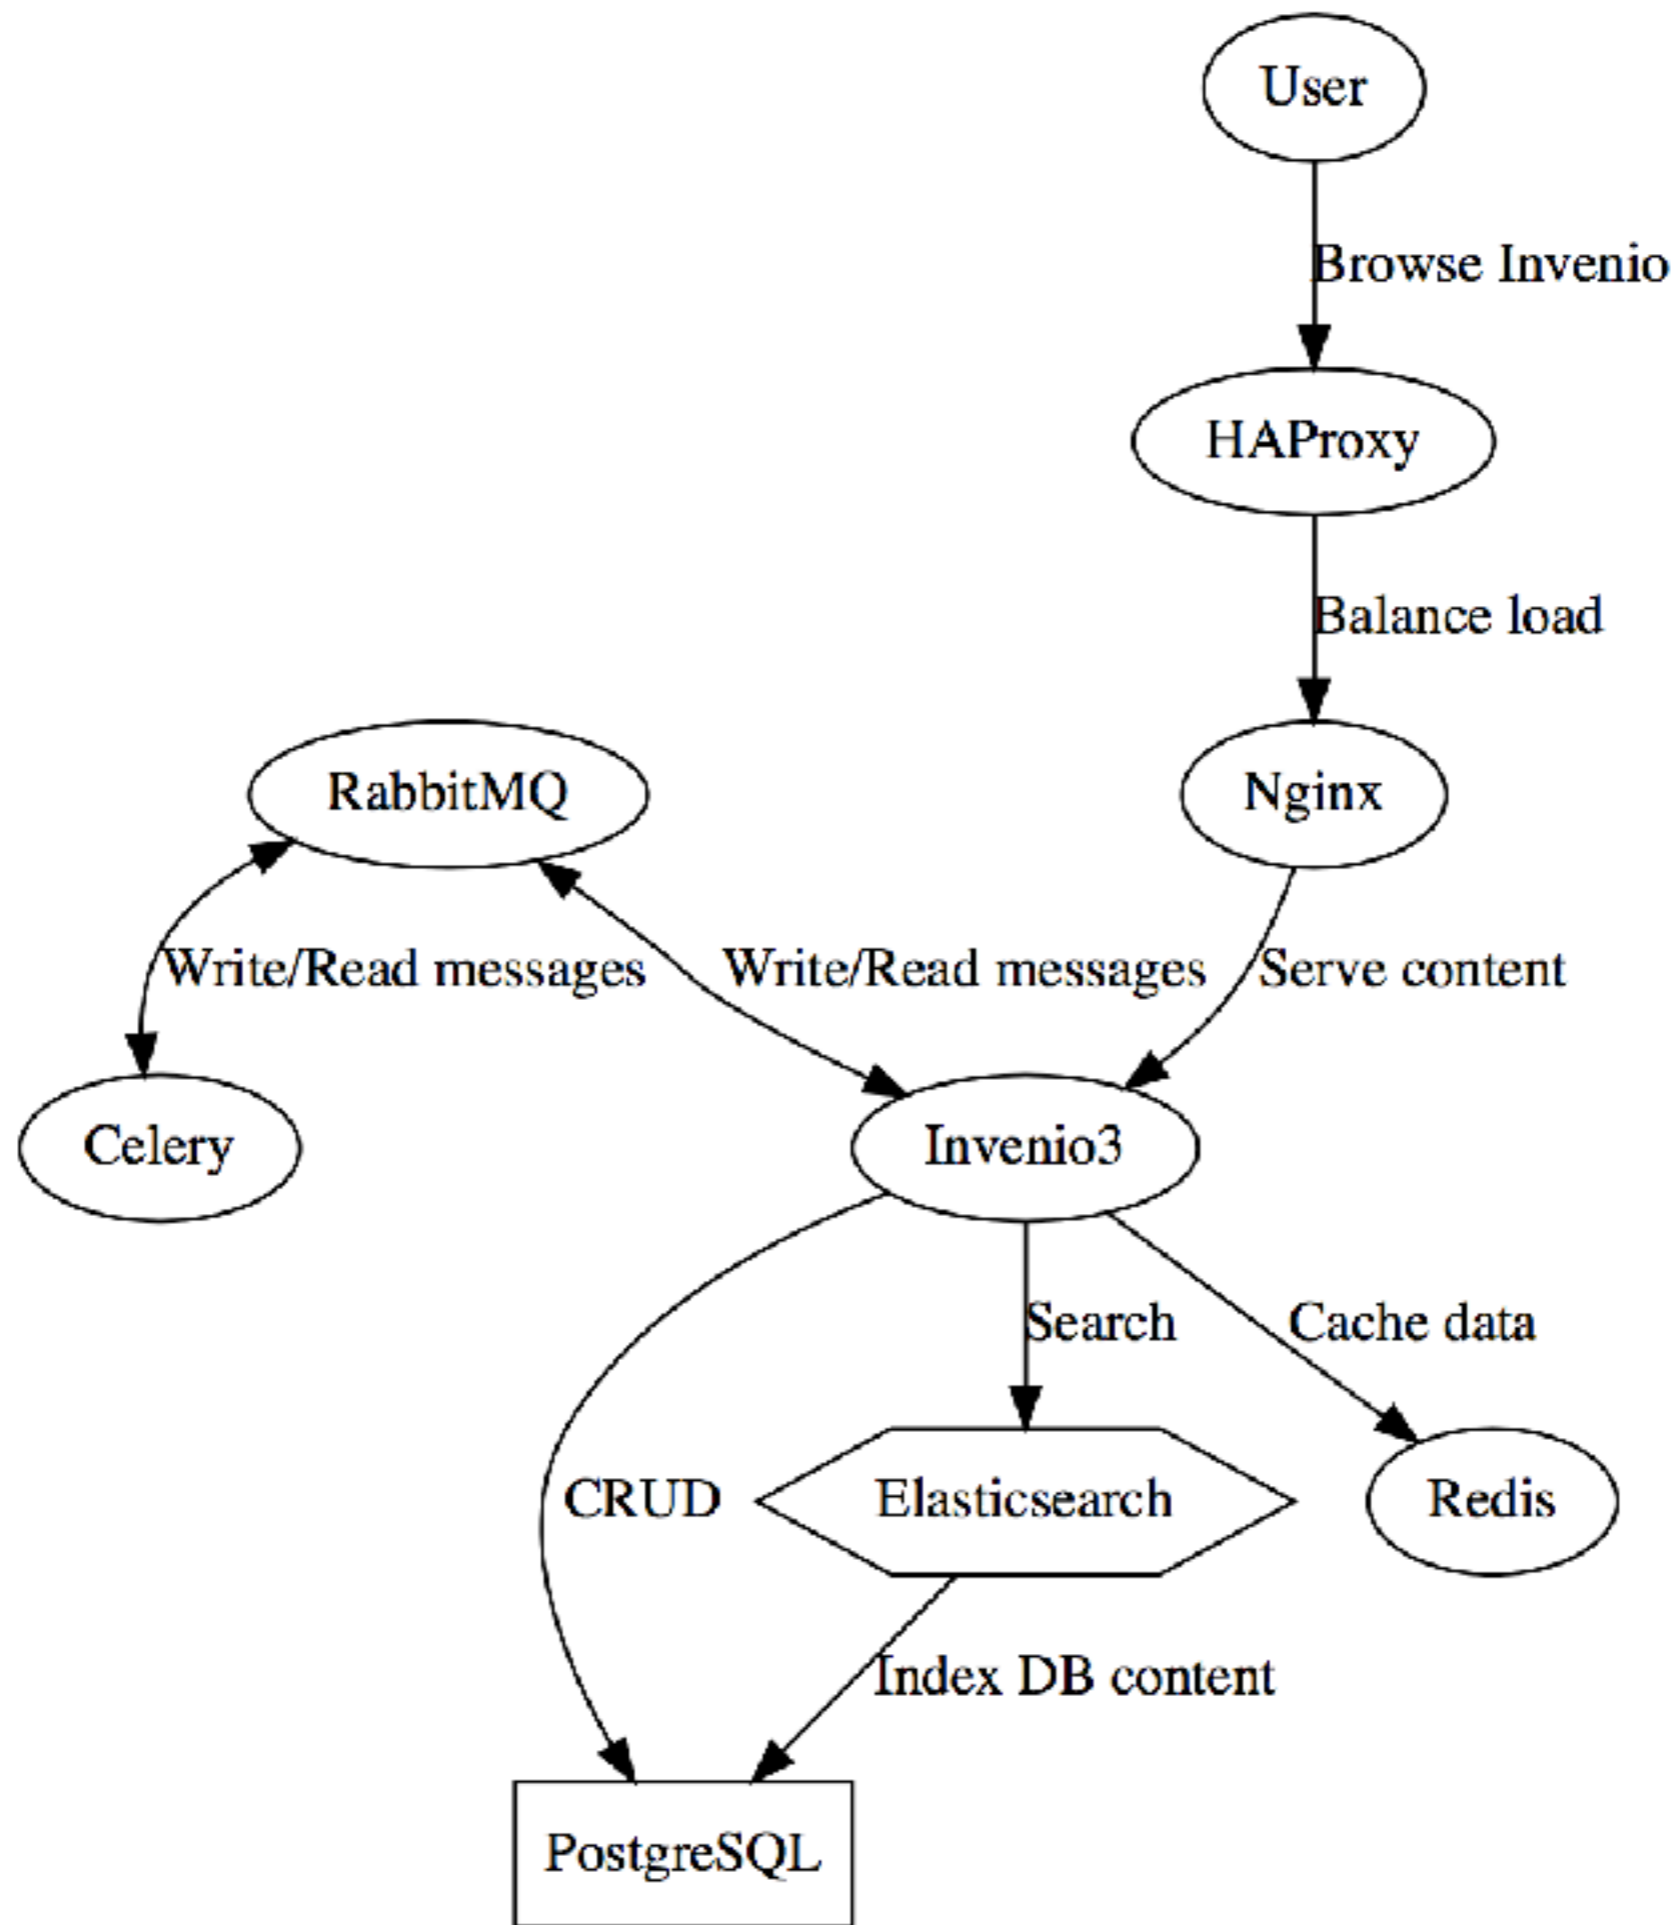 User
Browse Invenio
HAProxy
Balance load
RabbitMQ
Nginx
Write/Read messages
Write/Read messages
Serve content
Celery
Invenio3
Search
Cache data
CRUD
Elasticsearch
Redis
Index DB content
PostgreSQL